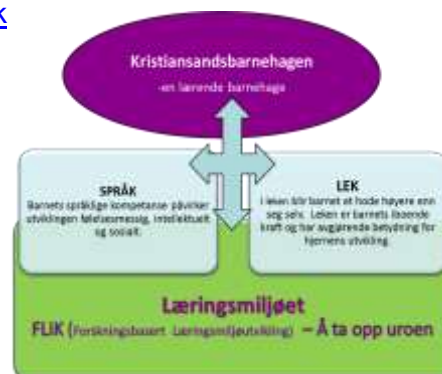 k
Kristiansandsbarnehagen
-en lærende barnehage
SPRÅK
Barnets språklige kompetanse påvirker
utviklingen følelsesmessig, intellektuelt
og sosialt.
LEK
I leken blir barnet et hode høyere enn
seg selv. Leken er barnets iboende
kraft og har avgjørende betydning for
hjernens utvikling.
Læringsmiljøet
FLIK (Forskningsbasert Læringsmiljøutvikling) – Å ta opp uroen